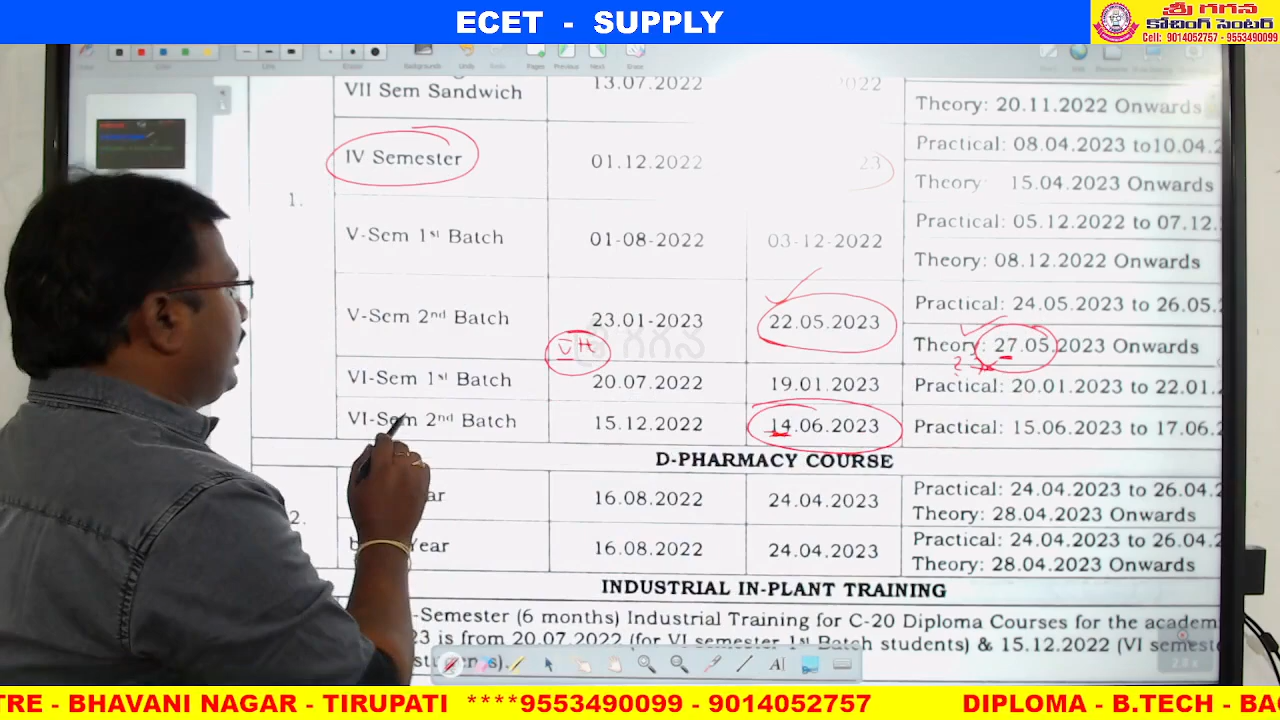 ECET - SUPPLY
శ్రీ గగన
కోచింగ్ సెంటర్
Cell: 9014052757 - 9553490099
VII Sem Sandwich 13.07.2022 2022
Theory: 20.11.2022 Onwards
IV Semester 01.12.2022 23
Practical: 08.04.2023 to10.04.2
Theory 15.04.2023 Onwards
1.
V-Sem 1st Batch 01-08-2022 03-12-2022
Practical: 05.12.2022 to 07.12.
Theory: 08.12.2022 Onwards
V-Sem 2nd Batch 23.01-2023 22.05.2023
Practical: 24.05.2023 to 26.05.
Theory: 27.05.2023 Onwards
గగన
VI-Sem 1st Batch 20.07.2022 19.01.2023 Practical: 20.01.2023 to 22.01.
VI-Sem 2nd Batch 15.12.2022 14.06.2023 Practical: 15.06.2023 to 17.06.
D-PHARMACY COURSE
2.
ar 16.08.2022 24.04.2023
Practical: 24.04.2023 to 26.04.2
Theory: 28.04.2023 Onwards
Year 16.08.2022 24.04.2023
Practical: 24.04.2023 to 26.04.2
Theory: 28.04.2023 Onwards
INDUSTRIAL IN-PLANT TRAINING
-Semester (6 months) Industrial Training for C-20 Diploma Courses for the academ
23 is from 20.07.2022 (for VI semester 1st Batch students) & 15.12.2022 (VI semest
TRE - BHAVANI NAGAR - TIRUPATI ****9553490099 - 9014052757 DIPLOMA - B.TECH - BA